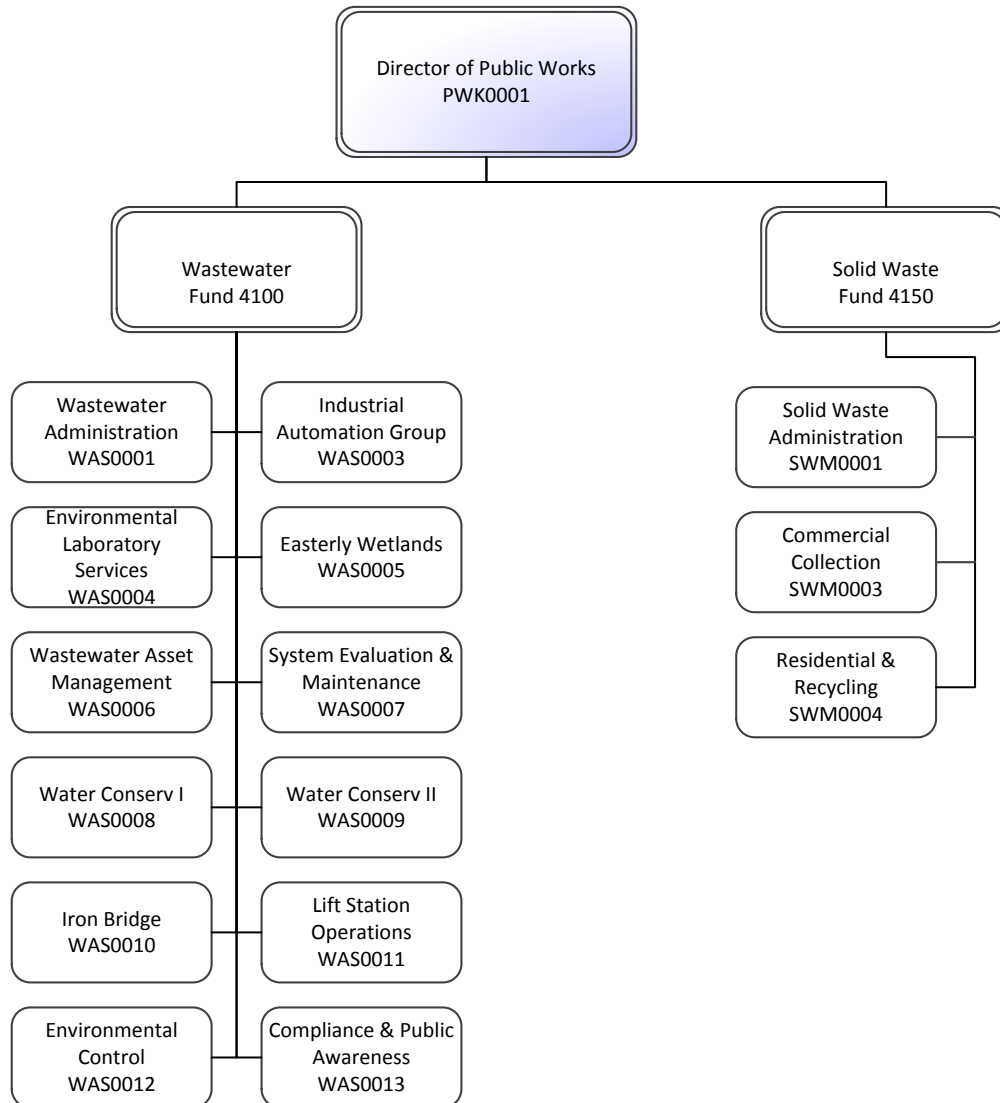 Director of Public Works
PWK0001
Wastewater
Fund 4100
Solid Waste
Fund 4150
Wastewater
Administration
WAS0001
Industrial
Automation Group
WAS0003
Solid Waste
Administration
SWM0001
Environmental
Laboratory
Services
WAS0004
Easterly Wetlands
WAS0005
Commercial
Collection
SWM0003
Wastewater Asset
Management
WAS0006
System Evaluation &
Maintenance
WAS0007
Residential &
Recycling
SWM0004
Water Conserv I
WAS0008
Water Conserv II
WAS0009
Iron Bridge
WAS0010
Lift Station
Operations
WAS0011
Environmental
Control
WAS0012
Compliance & Public
Awareness
WAS0013